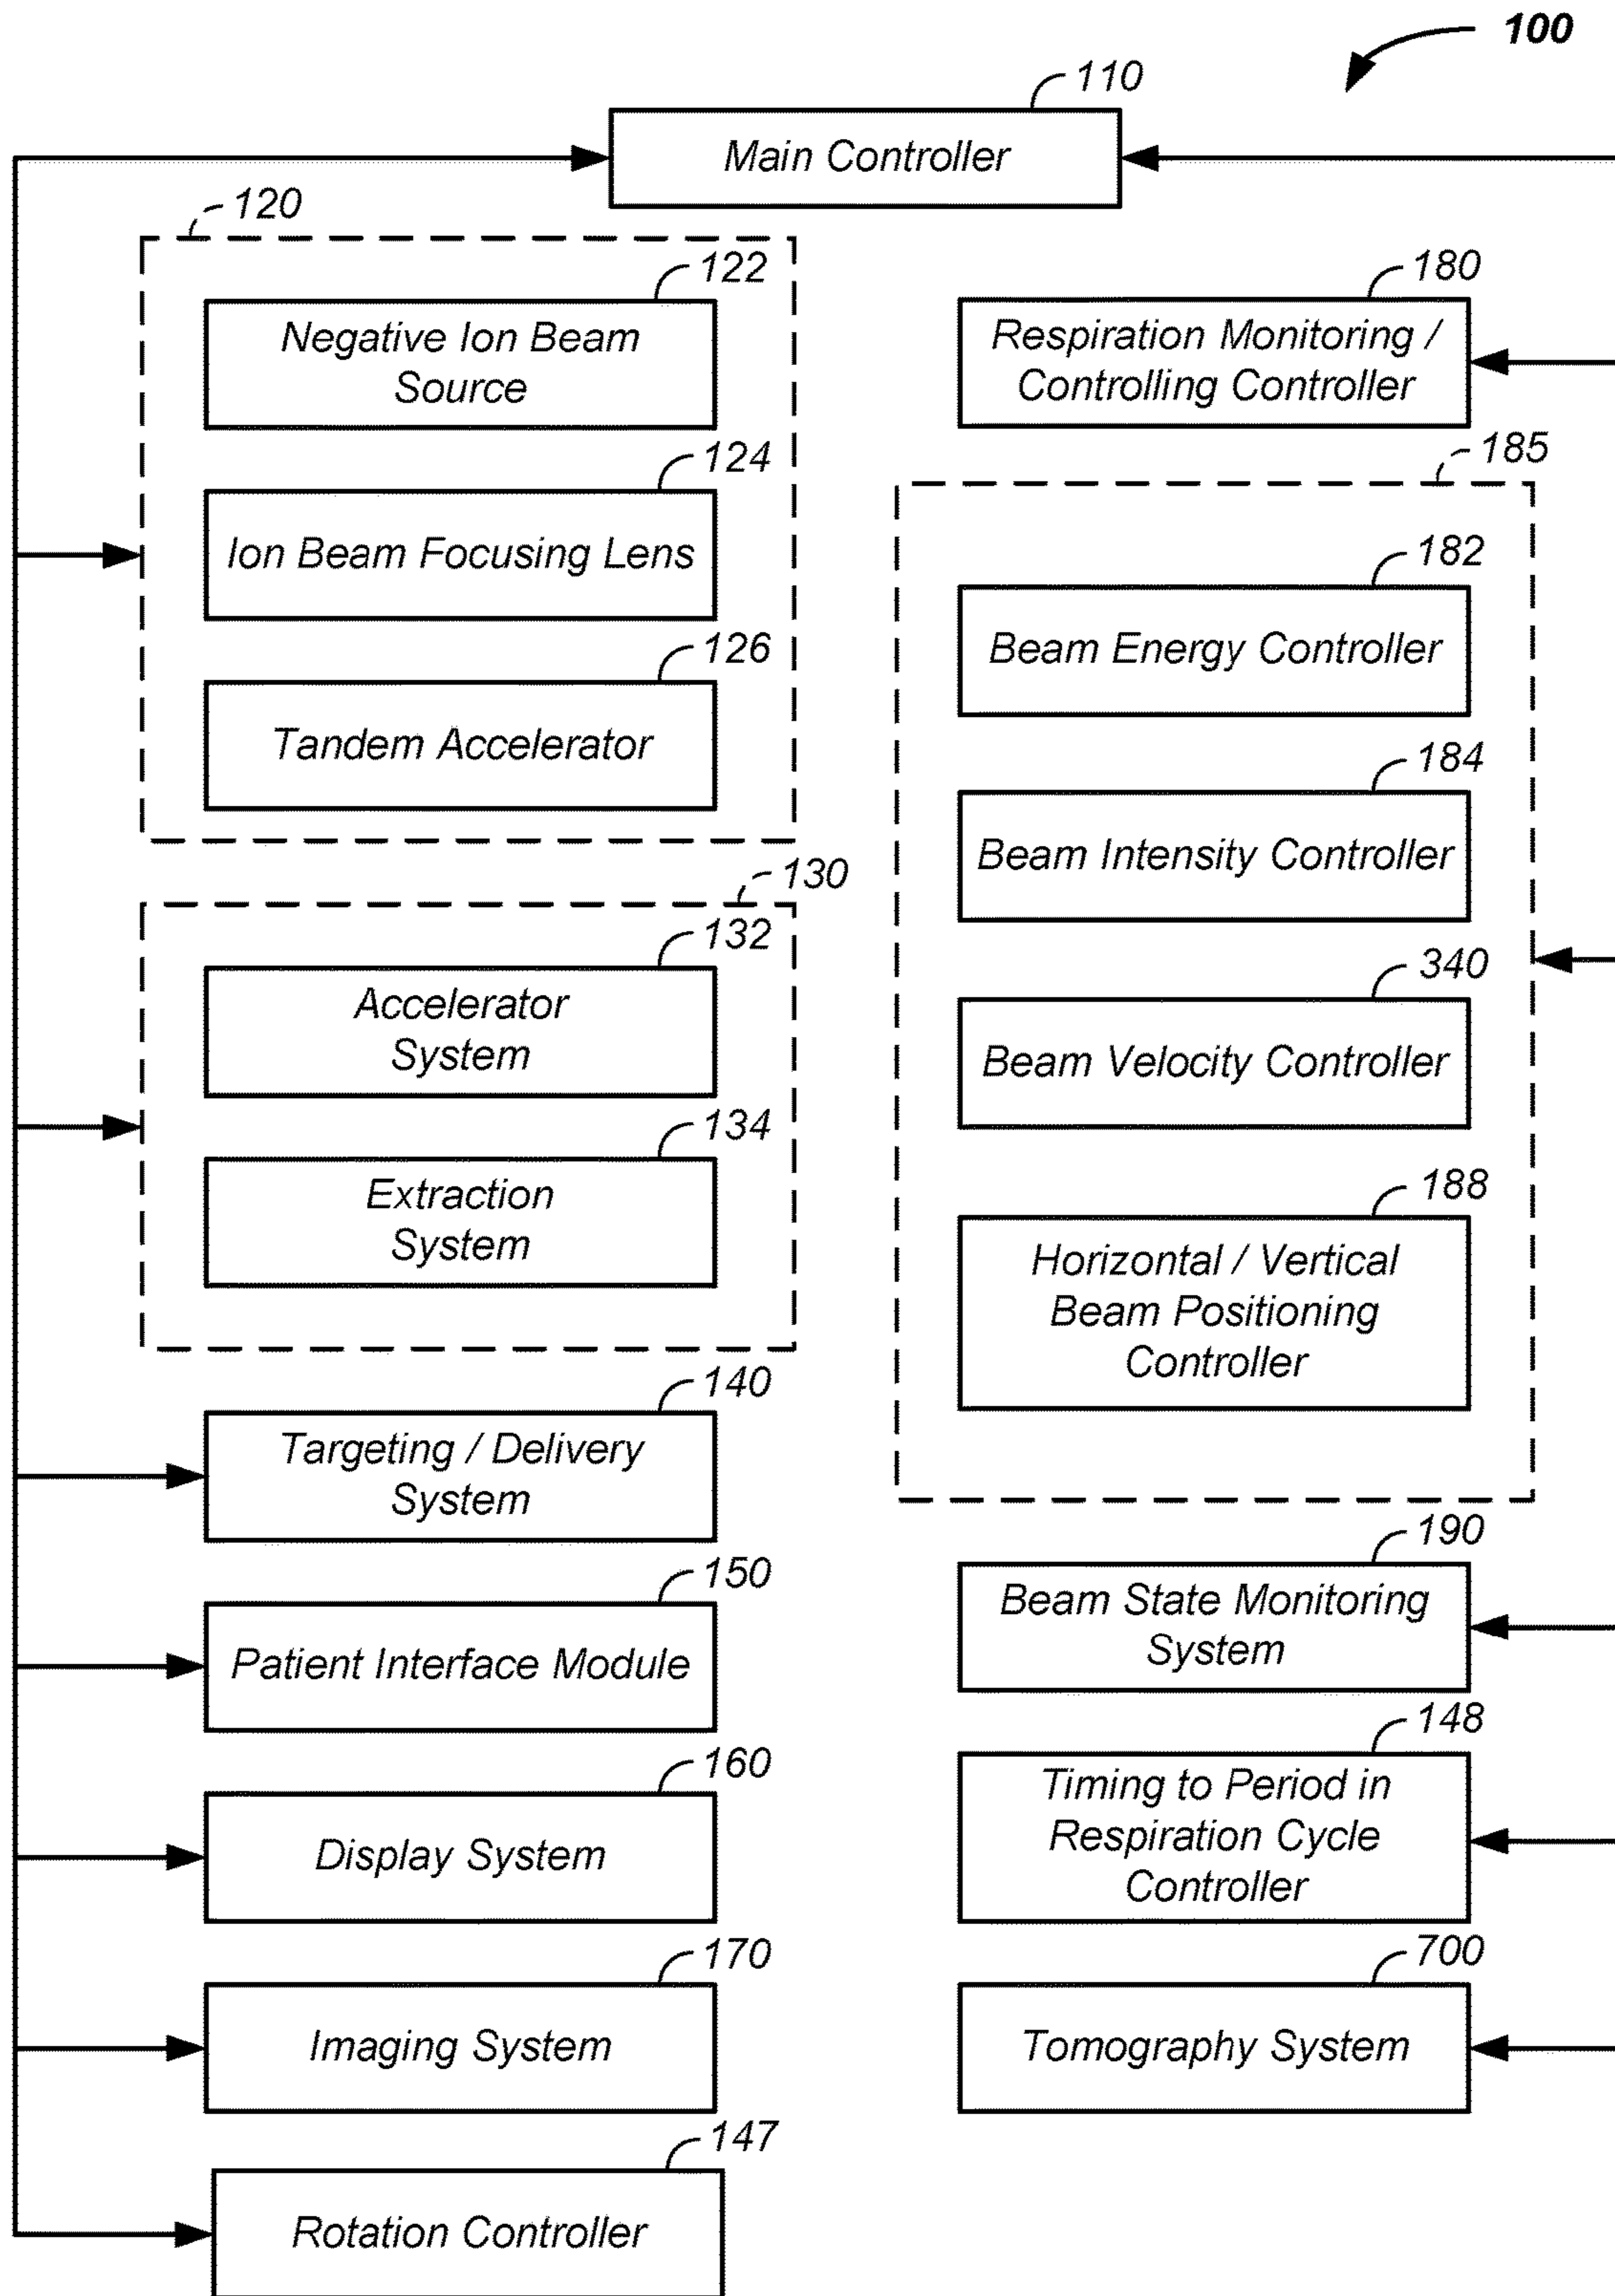 100
110
Main Controller
120
122
Negative Ion Beam
Source
124
Ion Beam Focusing Lens
126
Tandem Accelerator
130
132
Accelerator
System
134
Extraction
System
140
Targeting / Delivery
System
150
Patient Interface Module
160
Display System
170
Imaging System
147
Rotation Controller
180
Respiration Monitoring /
Controlling Controller
185
182
Beam Energy Controller
184
Beam Intensity Controller
340
Beam Velocity Controller
188
Horizontal / Vertical
Beam Positioning
Controller
190
Beam State Monitoring
System
148
Timing to Period in
Respiration Cycle
Controller
700
Tomography System